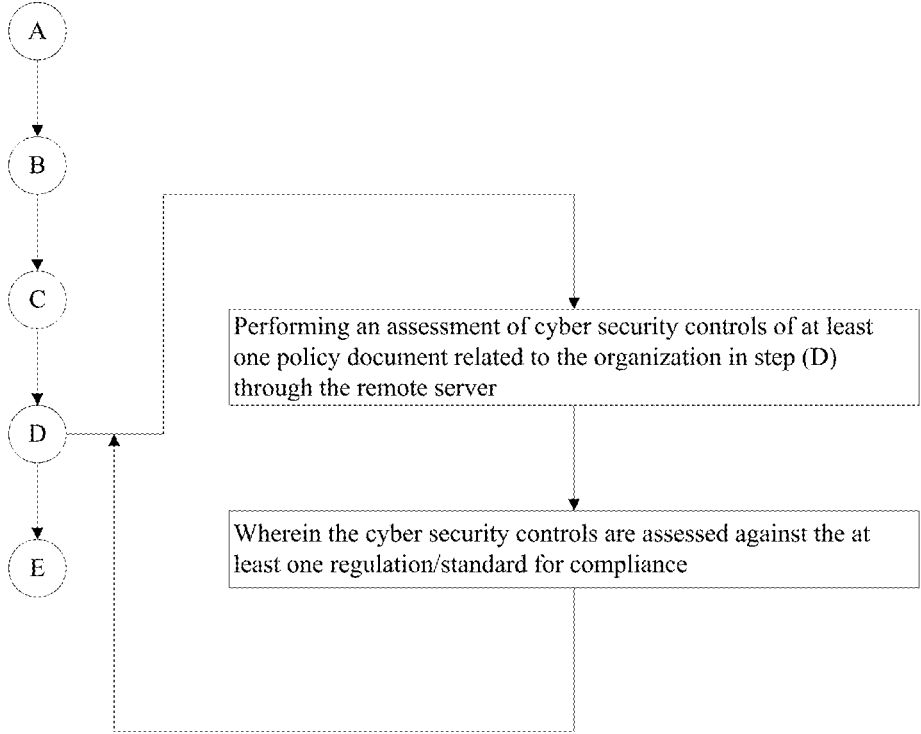 A
B
C
Performing an assessment of cyber security controls of at least
one policy document related to the organization in step (D)
through the remote server
D
Wherein the cyber security controls are assessed against the at
least one regulation/standard for compliance
E